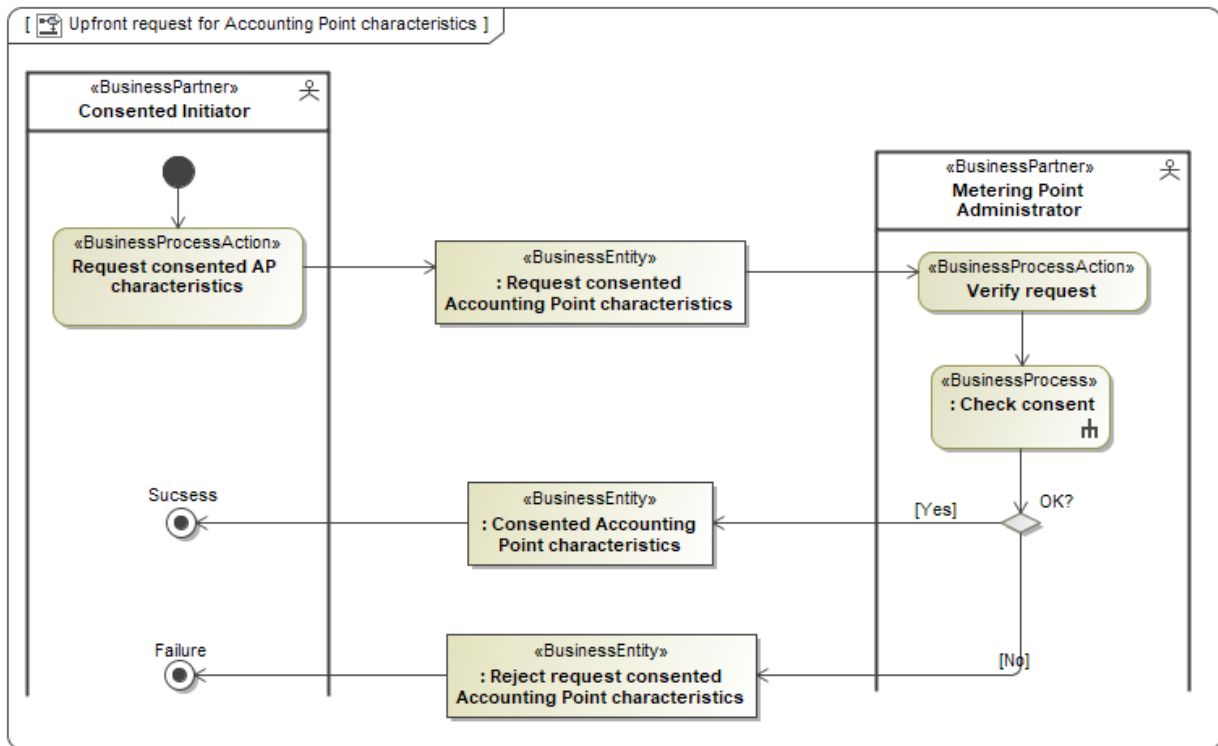 [ Upfront request for Accounting Point characteristics ]
«BusinessPartner»
Consented Initiator
«BusinessPartner»
Metering Point
Administrator
«BusinessProcessAction»
Request consented AP
characteristics
«BusinessEntity»
: Request consented
Accounting Point characteristics
«BusinessProcessAction»
Verify request
«BusinessProcess»
: Check consent
Sucsess
«BusinessEntity»
: Consented Accounting
Point characteristics
[Yes]
OK?
Failure
«BusinessEntity»
: Reject request consented
Accounting Point characteristics
[No]